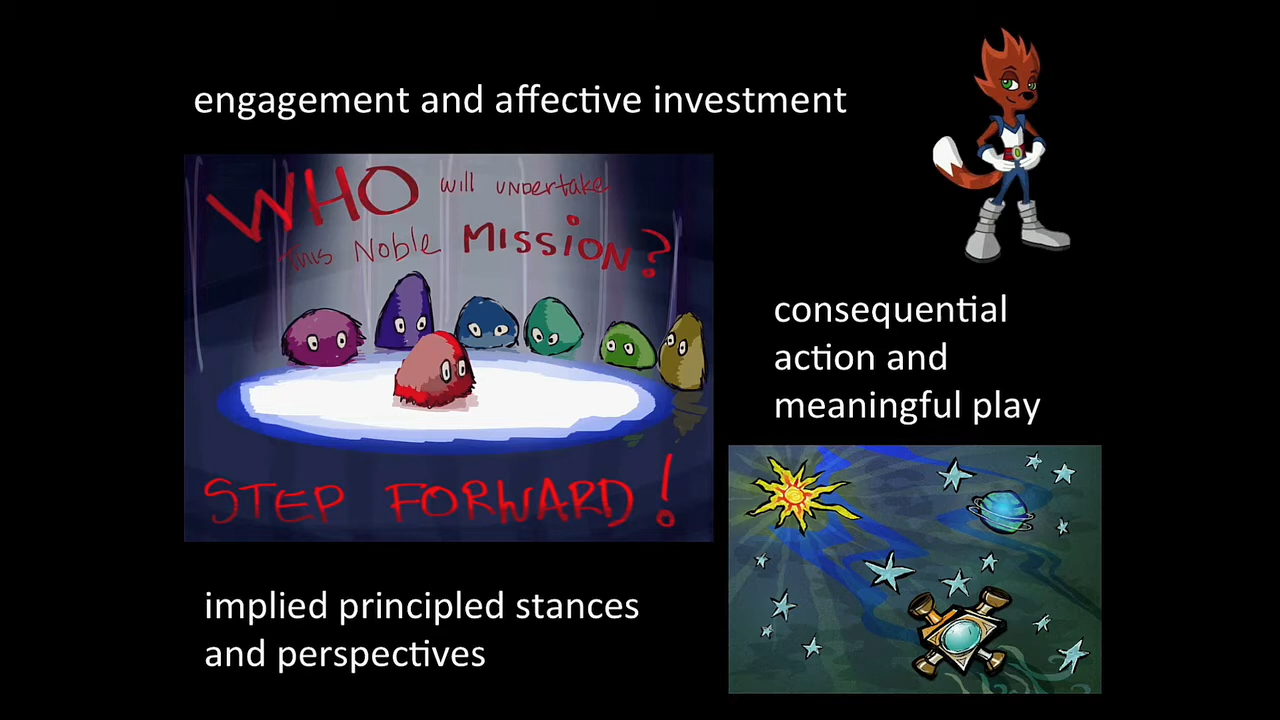 engagement and affective investment
WHO will undertake
this Noble MISSION?
STEP FORWARD!
consequential
action and
meaningful play
implied principled stances
and perspectives